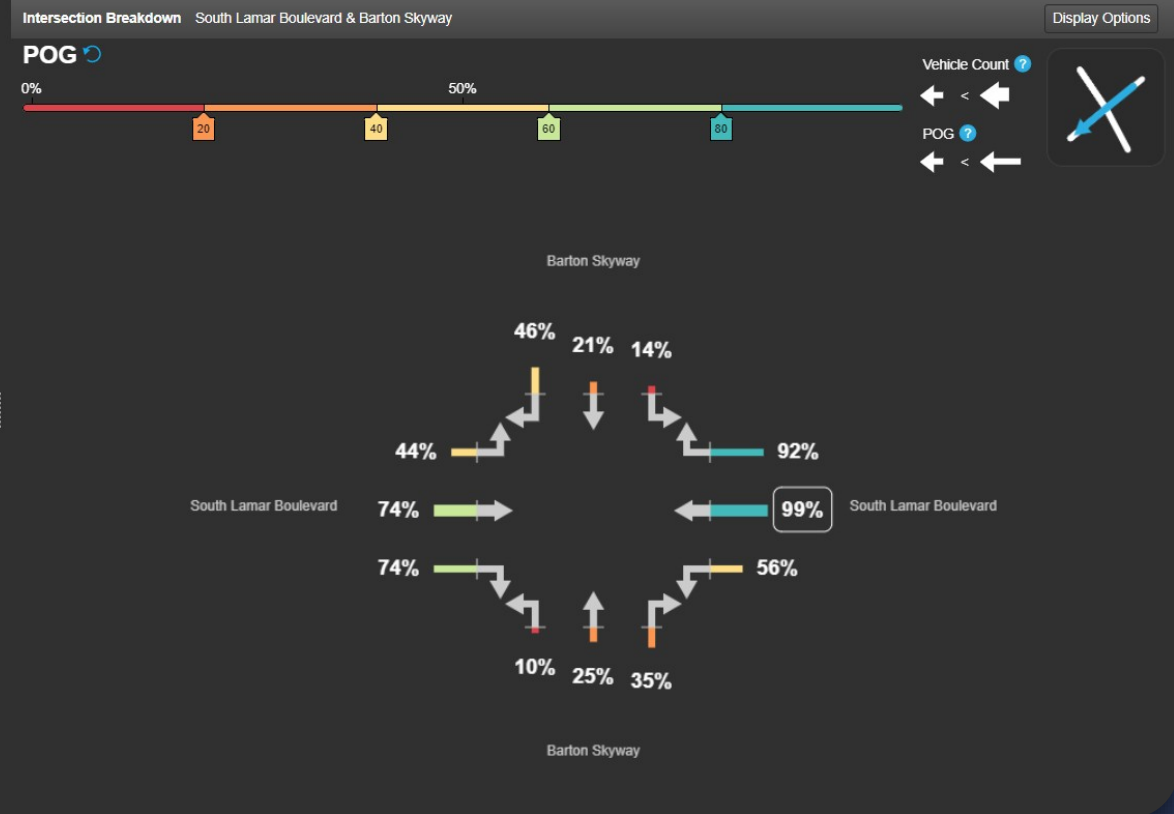 Intersection Breakdown South Lamar Boulevard & Barton Skyway Display Options
POG
Vehicle Count ?
0% 50%
<
20 40 60 80
POG ?
<
Barton Skyway
46% 21% 14%
44% 92%
South Lamar Boulevard 74% 99% South Lamar Boulevard
74% 56%
10% 25% 35%
Barton Skyway